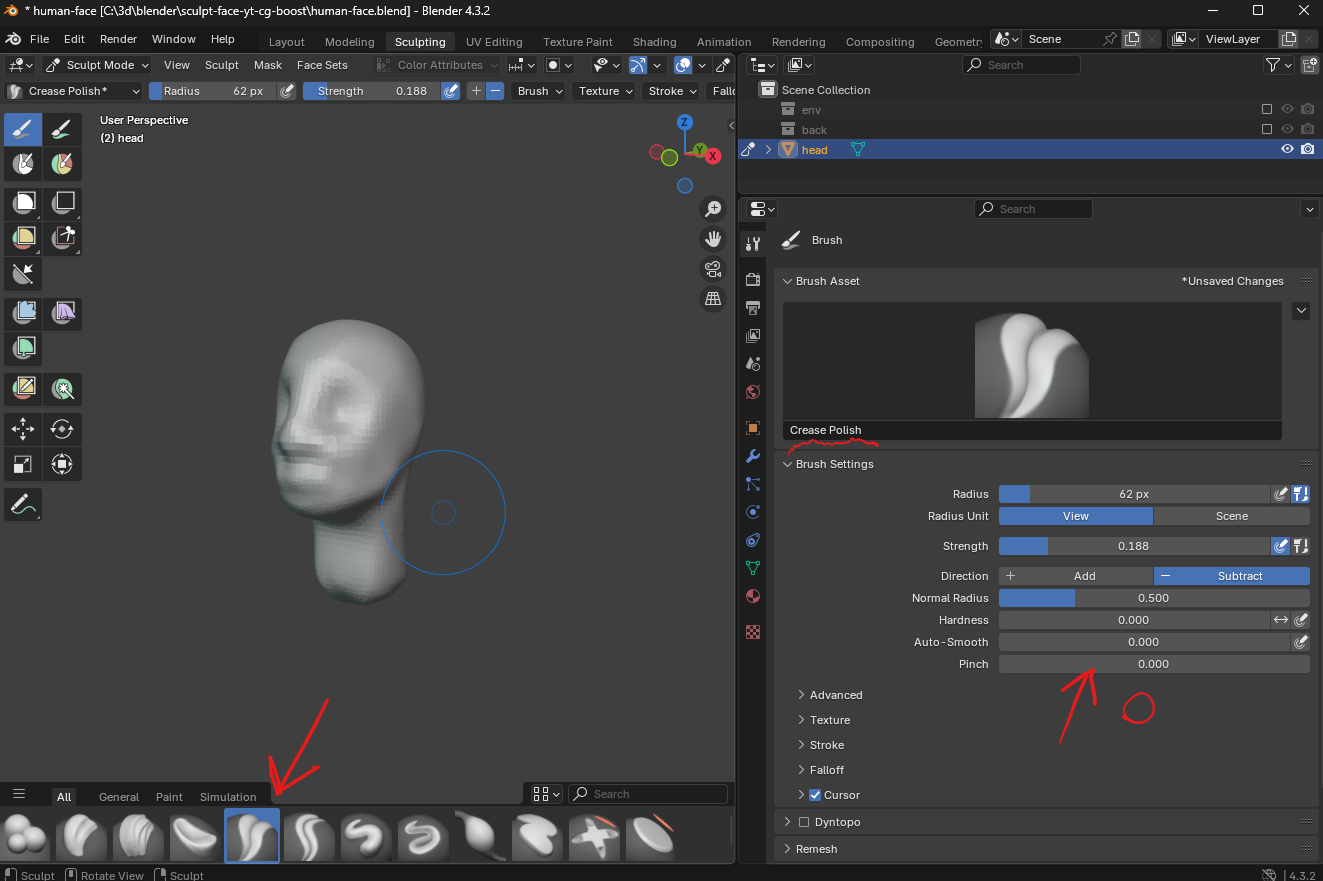 * human-face [C:\3d\blender\sculpt-face-yt-cg-boost\human-face.blend] - Blender 4.3.2
File Edit Render Window Help Layout Modeling Sculpting UV Editing Texture Paint Shading Animation Rendering Compositing Geometr Scene ViewLayer
Sculpt Mode View Sculpt Mask Face Sets Color Attributes Search
Crease Polish* Radius 62 px Strength 0.188 Brush Texture Stroke Fallo
Scene Collection
env
back
head
User Perspective
(2) head
Z
Y
X
Search
Brush
Brush Asset *Unsaved Changes
Crease Polish
Brush Settings
Radius 62 px
Radius Unit View Scene
Strength 0.188
Direction + Add − Subtract
Normal Radius 0.500
Hardness 0.000
Auto-Smooth 0.000
Pinch 0.000
Advanced
Texture
Stroke
Falloff
Cursor
Dyntopo
Remesh
All General Paint Simulation Search
Sculpt Rotate View Sculpt 4.3.2